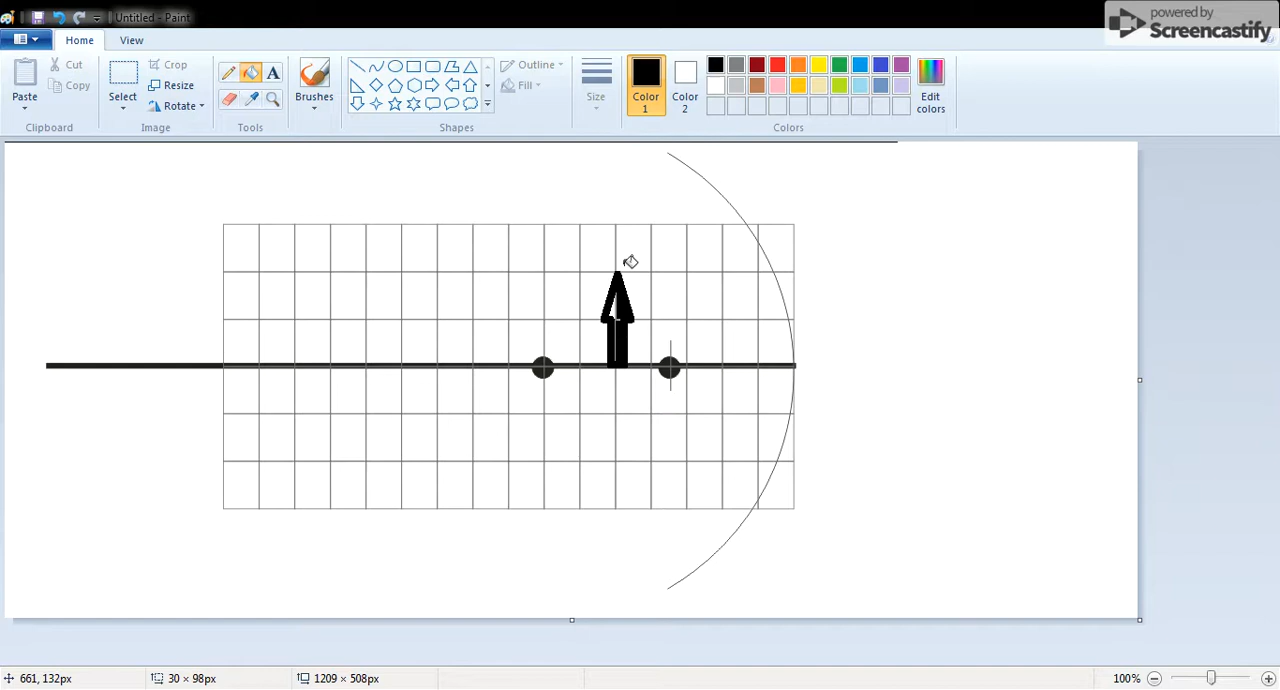 Untitled - Paint
powered by
Screencastify
Home
View
Paste
Cut
Copy
Clipboard
Select
Crop
Resize
Rotate
Image
A
Tools
Brushes
Outline
Fill
Shapes
Size
Color
1
Color
2
Edit
colors
Colors
661, 132px
30 × 98px
1209 × 508px
100%